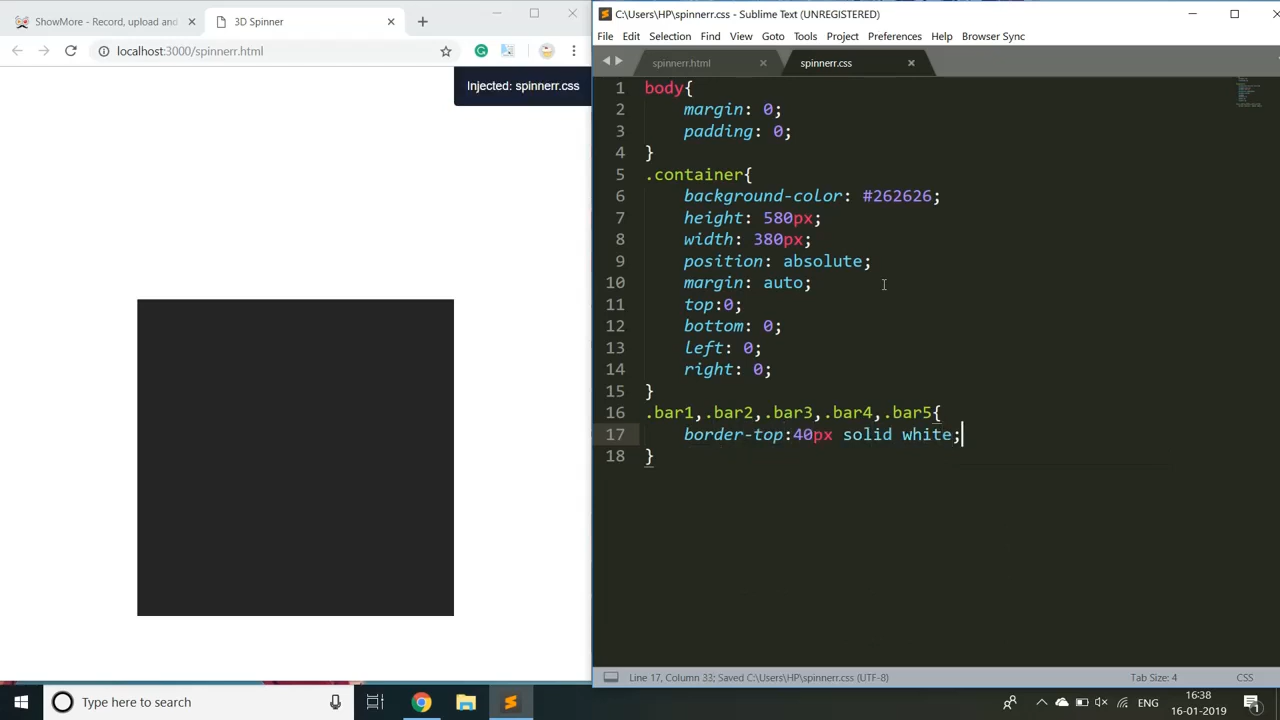 ShowMore - Record, upload and
3D Spinner
localhost:3000/spinnerr.html
Injected: spinnerr.css
C:\Users\HP\spinnerr.css - Sublime Text (UNREGISTERED)
File Edit Selection Find View Goto Tools Project Preferences Help Browser Sync
spinnerr.html
spinnerr.css
1 body{
2 margin: 0;
3 padding: 0;
4 }
5 .container{
6 background-color: #262626;
7 height: 580px;
8 width: 380px;
9 position: absolute;
10 margin: auto;
11 top:0;
12 bottom: 0;
13 left: 0;
14 right: 0;
15 }
16 .bar1,.bar2,.bar3,.bar4,.bar5{
17 border-top:40px solid white;
18 }
Line 17, Column 33; Saved C:\Users\HP\spinnerr.css (UTF-8)
Tab Size: 4
CSS
Type here to search
ENG
16:38
16-01-2019
1